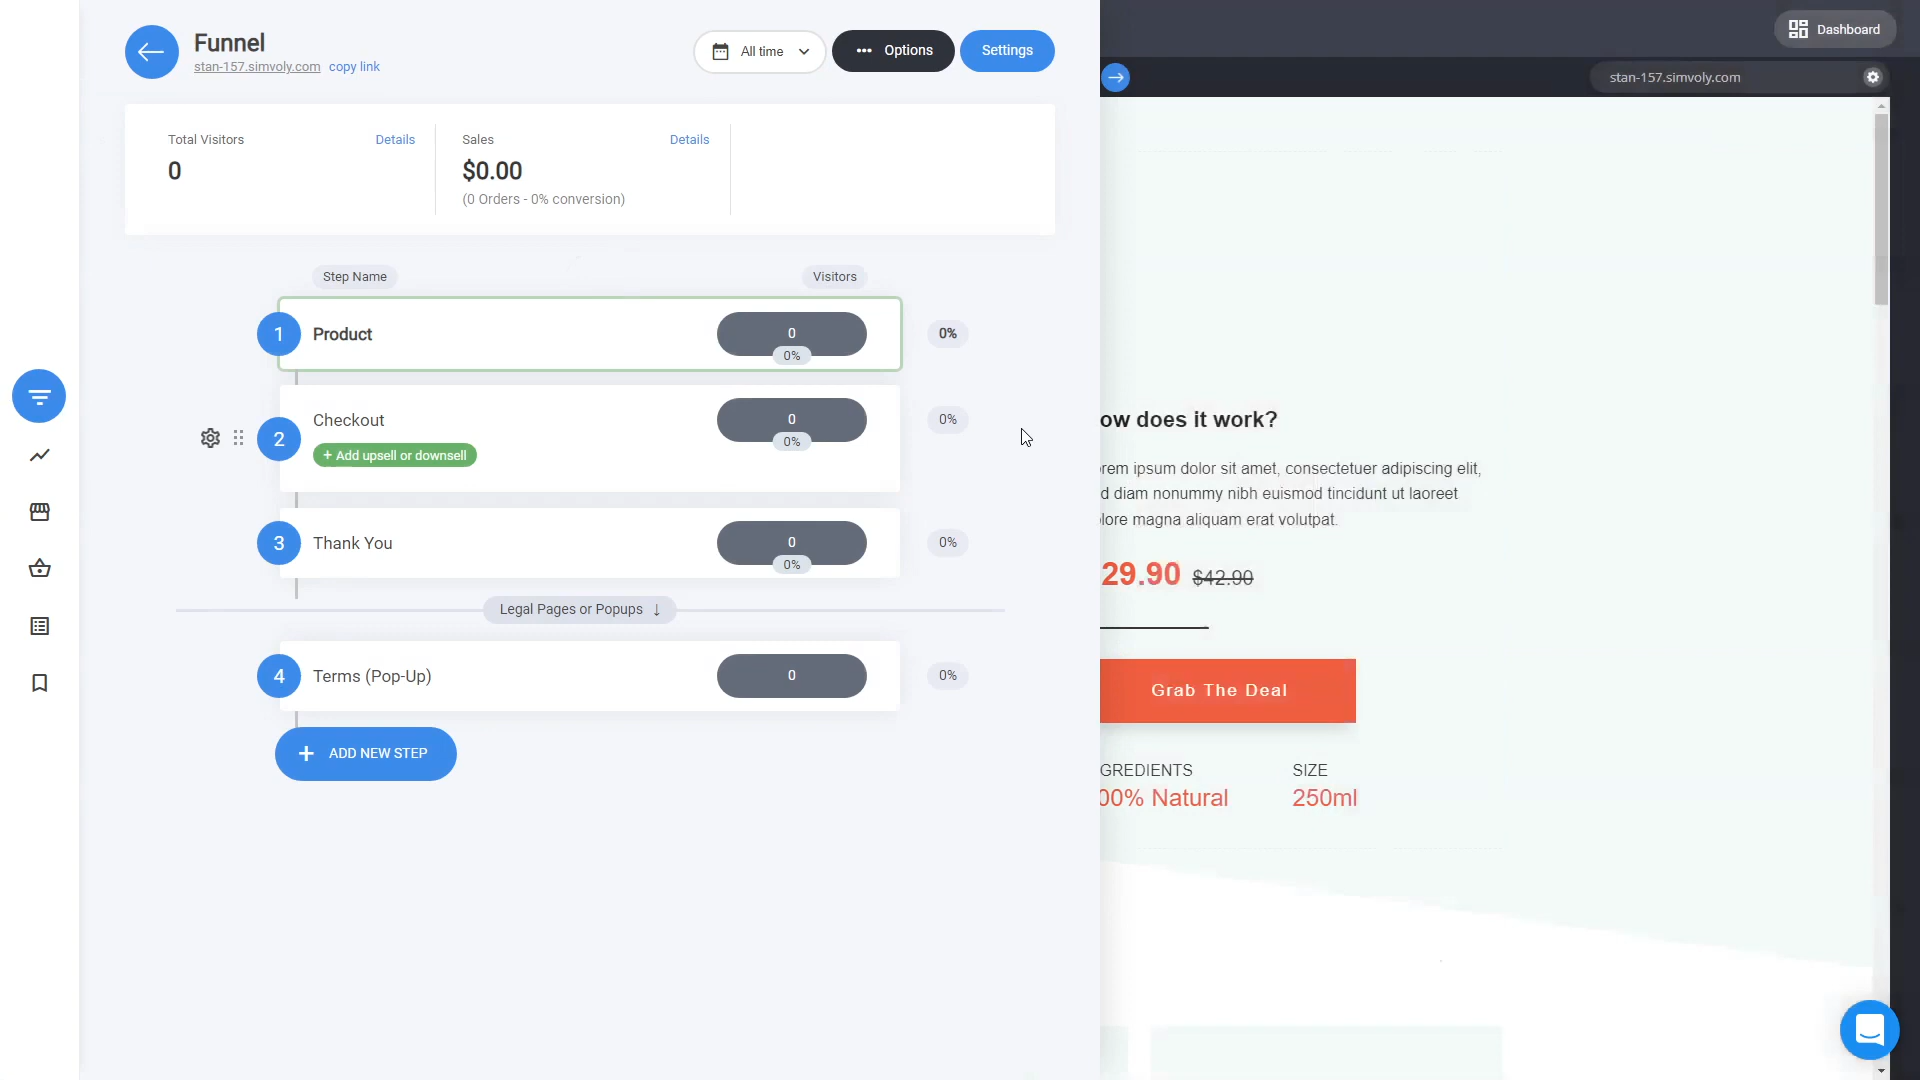 Funnel
stan-157.simvoly.com copy link
All time
Options
Settings
Dashboard
stan-157.simvoly.com
Total Visitors
Details
0
Sales
Details
$0.00
(0 Orders - 0% conversion)
Step Name
Visitors
1
Product
0
0%
0%
2
Checkout
+ Add upsell or downsell
0
0%
0%
3
Thank You
0
0%
0%
Legal Pages or Popups ↓
4
Terms (Pop-Up)
0
0%
+ ADD NEW STEP
ow does it work?
rem ipsum dolor sit amet, consectetuer adipiscing elit,
d diam nonummy nibh euismod tincidunt ut laoreet
lore magna aliquam erat volutpat.
29.90 $42.90
Grab The Deal
GREDIENTS
SIZE
00% Natural
250ml